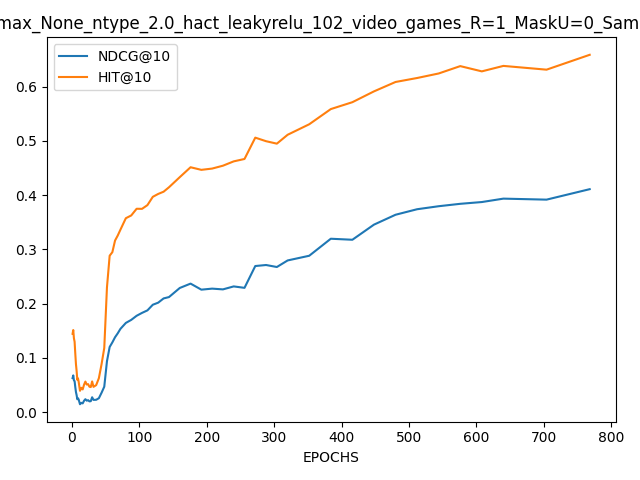 max_None_ntype_2.0_hact_leakyrelu_102_video_games_R=1_MaskU=0_Sam
NDCG@10
HIT@10
0.6
0.5
0.4
0.3
0.2
0.1
0.0
0 100 200 300 400 500 600 700 800
EPOCHS